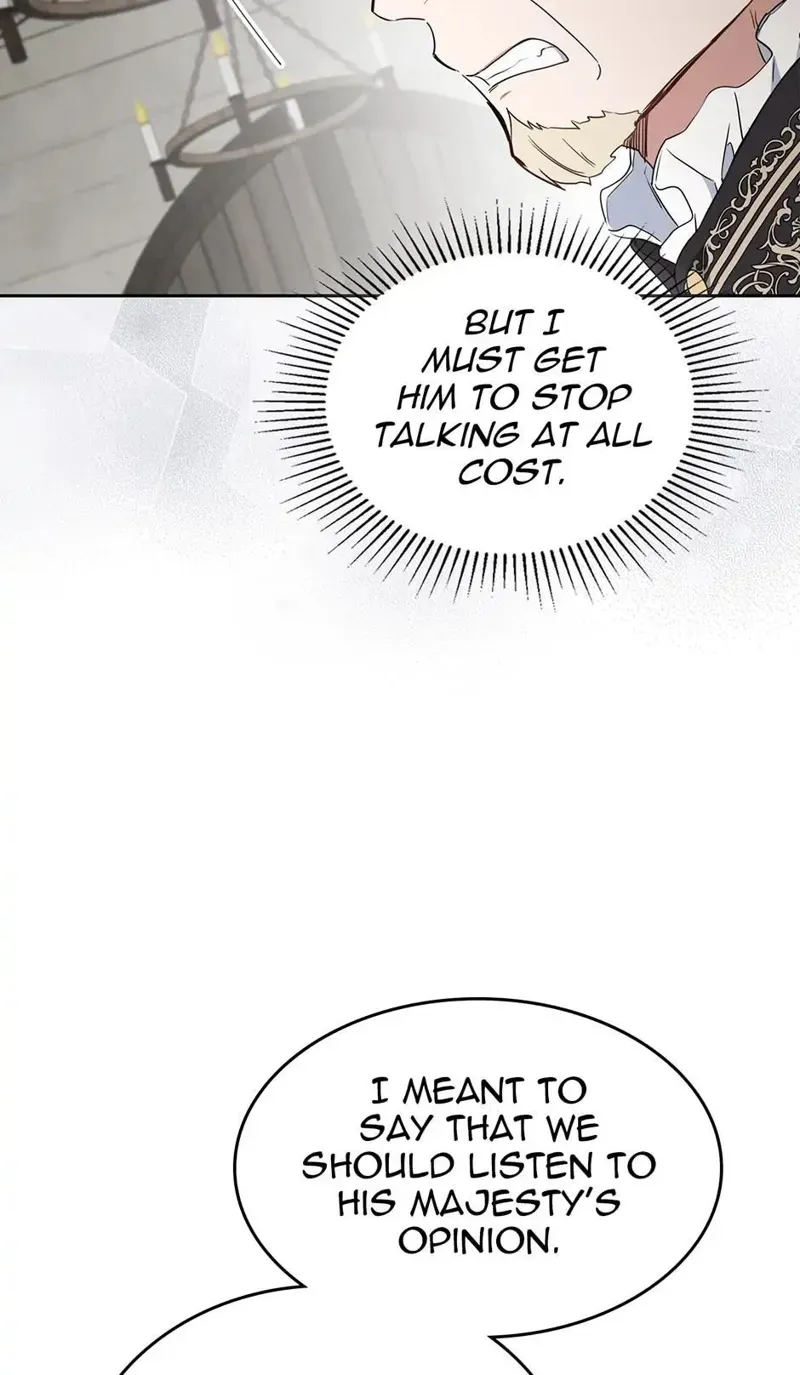 BUT I
MUST GET
HIM TO STOP
TALKING AT ALL
COST.
I MEANT TO
SAY THAT WE
SHOULD LISTEN TO
HIS MAJESTY'S
OPINION.